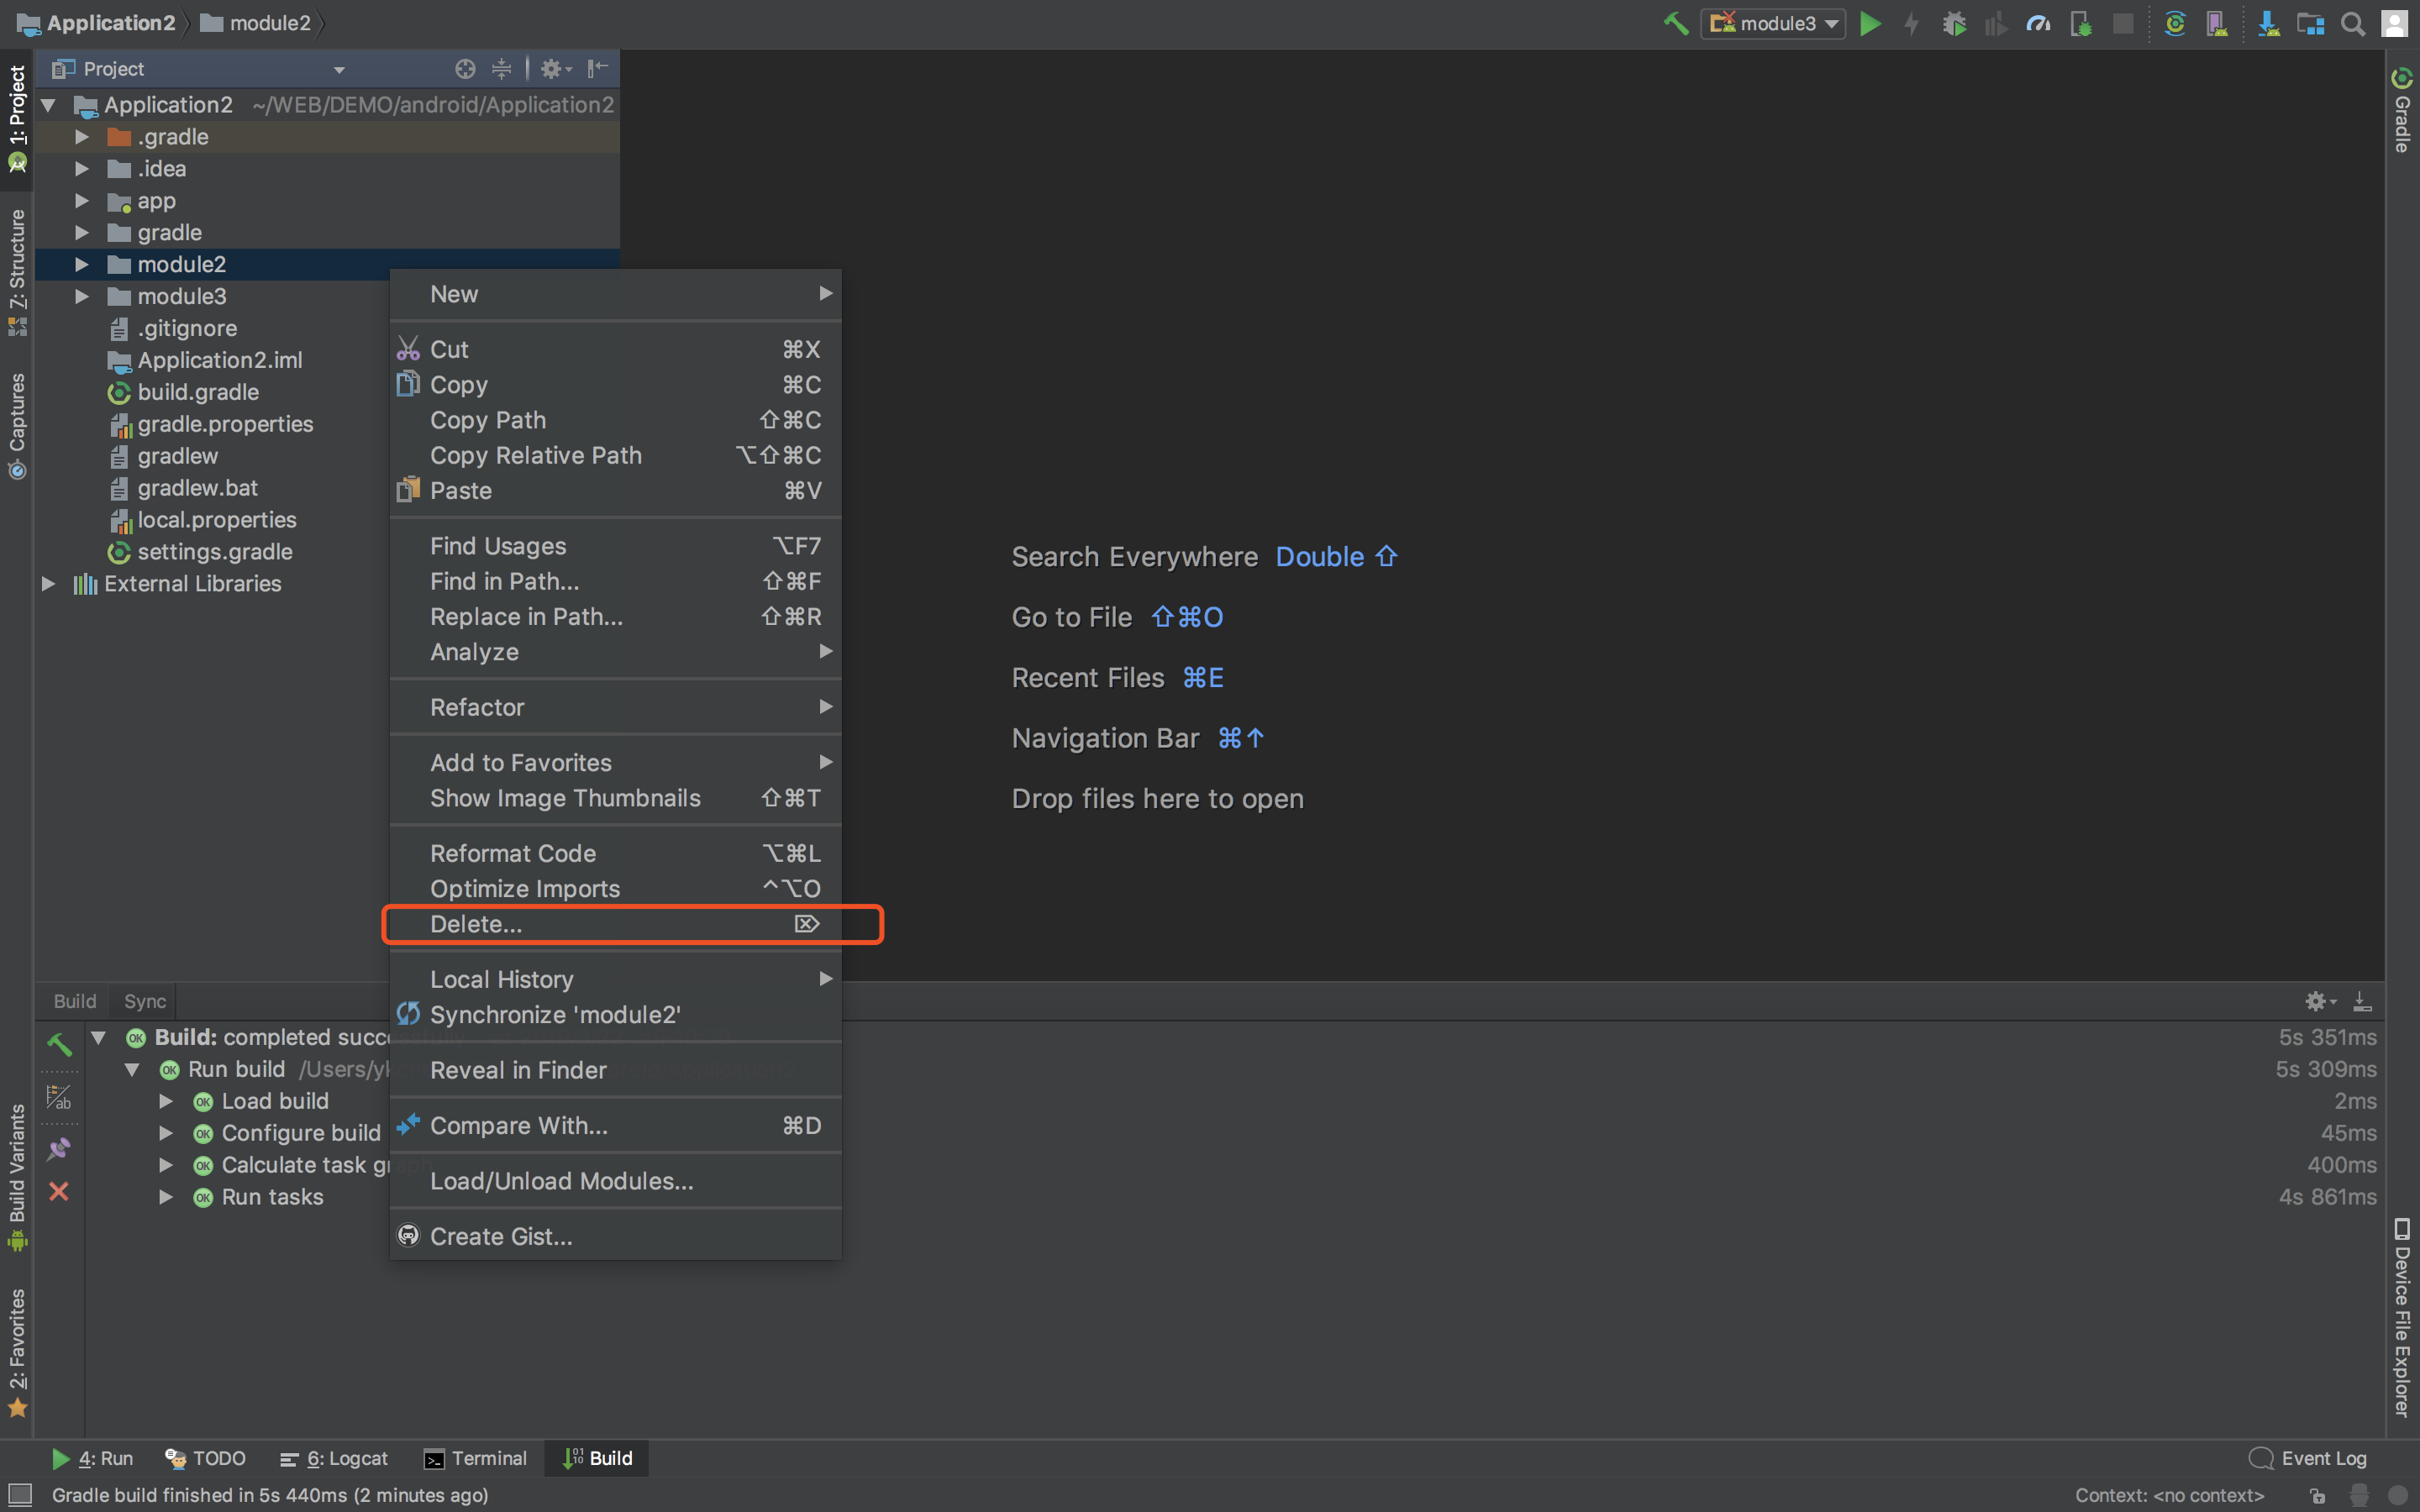 Application2
module2
module3
1: Project
7: Structure
Captures
Build Variants
2: Favorites
Project
Application2 ~/WEB/DEMO/android/Application2
.gradle
.idea
app
gradle
module2
module3
.gitignore
Application2.iml
build.gradle
gradle.properties
gradlew
gradlew.bat
local.properties
settings.gradle
External Libraries
New
Cut ⌘X
Copy ⌘C
Copy Path ⇧⌘C
Copy Relative Path ⌥⇧⌘C
Paste ⌘V
Find Usages ⌥F7
Find in Path... ⇧⌘F
Replace in Path... ⇧⌘R
Analyze
Refactor
Add to Favorites
Show Image Thumbnails ⇧⌘T
Reformat Code ⌥⌘L
Optimize Imports ^⌥O
Delete... ⌦
Local History
Synchronize 'module2'
Reveal in Finder
Compare With... ⌘D
Load/Unload Modules...
Create Gist...
Search Everywhere Double ⇧
Go to File ⇧⌘O
Recent Files ⌘E
Navigation Bar ⌘↑
Drop files here to open
Gradle
Device File Explorer
Build Sync
Build: completed 5s 351ms
Run build 5s 309ms
OK Load build 2ms
OK Configure build 45ms
OK Calculate task 400ms
OK Run tasks 4s 861ms
4: Run TODO 6: Logcat Terminal Build Event Log
Gradle build finished in 5s 440ms (2 minutes ago) Context: <no context>